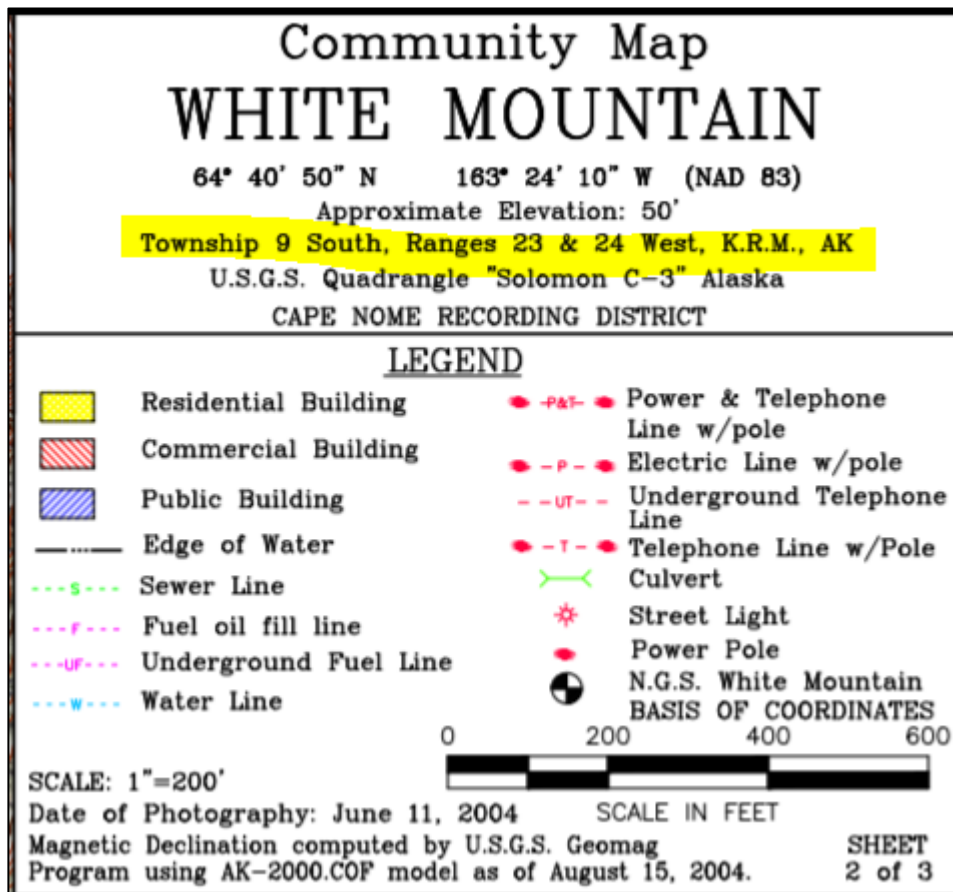 Community Map
WHITE MOUNTAIN
64° 40' 50" N 163° 24' 10" W (NAD 83)
Approximate Elevation: 50'
Township 9 South, Ranges 23 & 24 West, K.R.M., AK
U.S.G.S. Quadrangle "Solomon C-3" Alaska
CAPE NOME RECORDING DISTRICT
LEGEND
Residential Building
Commercial Building
Public Building
Edge of Water
S Sewer Line
F Fuel oil fill line
UF Underground Fuel Line
W Water Line
P&T Power & Telephone
Line w/pole
P Electric Line w/pole
UT Underground Telephone
Line
T Telephone Line w/Pole
Culvert
Street Light
Power Pole
N.G.S. White Mountain
BASIS OF COORDINATES
0 200 400 600
SCALE: 1"=200'
SCALE IN FEET
Date of Photography: June 11, 2004
Magnetic Declination computed by U.S.G.S. Geomag
Program using AK-2000.COF model as of August 15, 2004.
SHEET
2 of 3